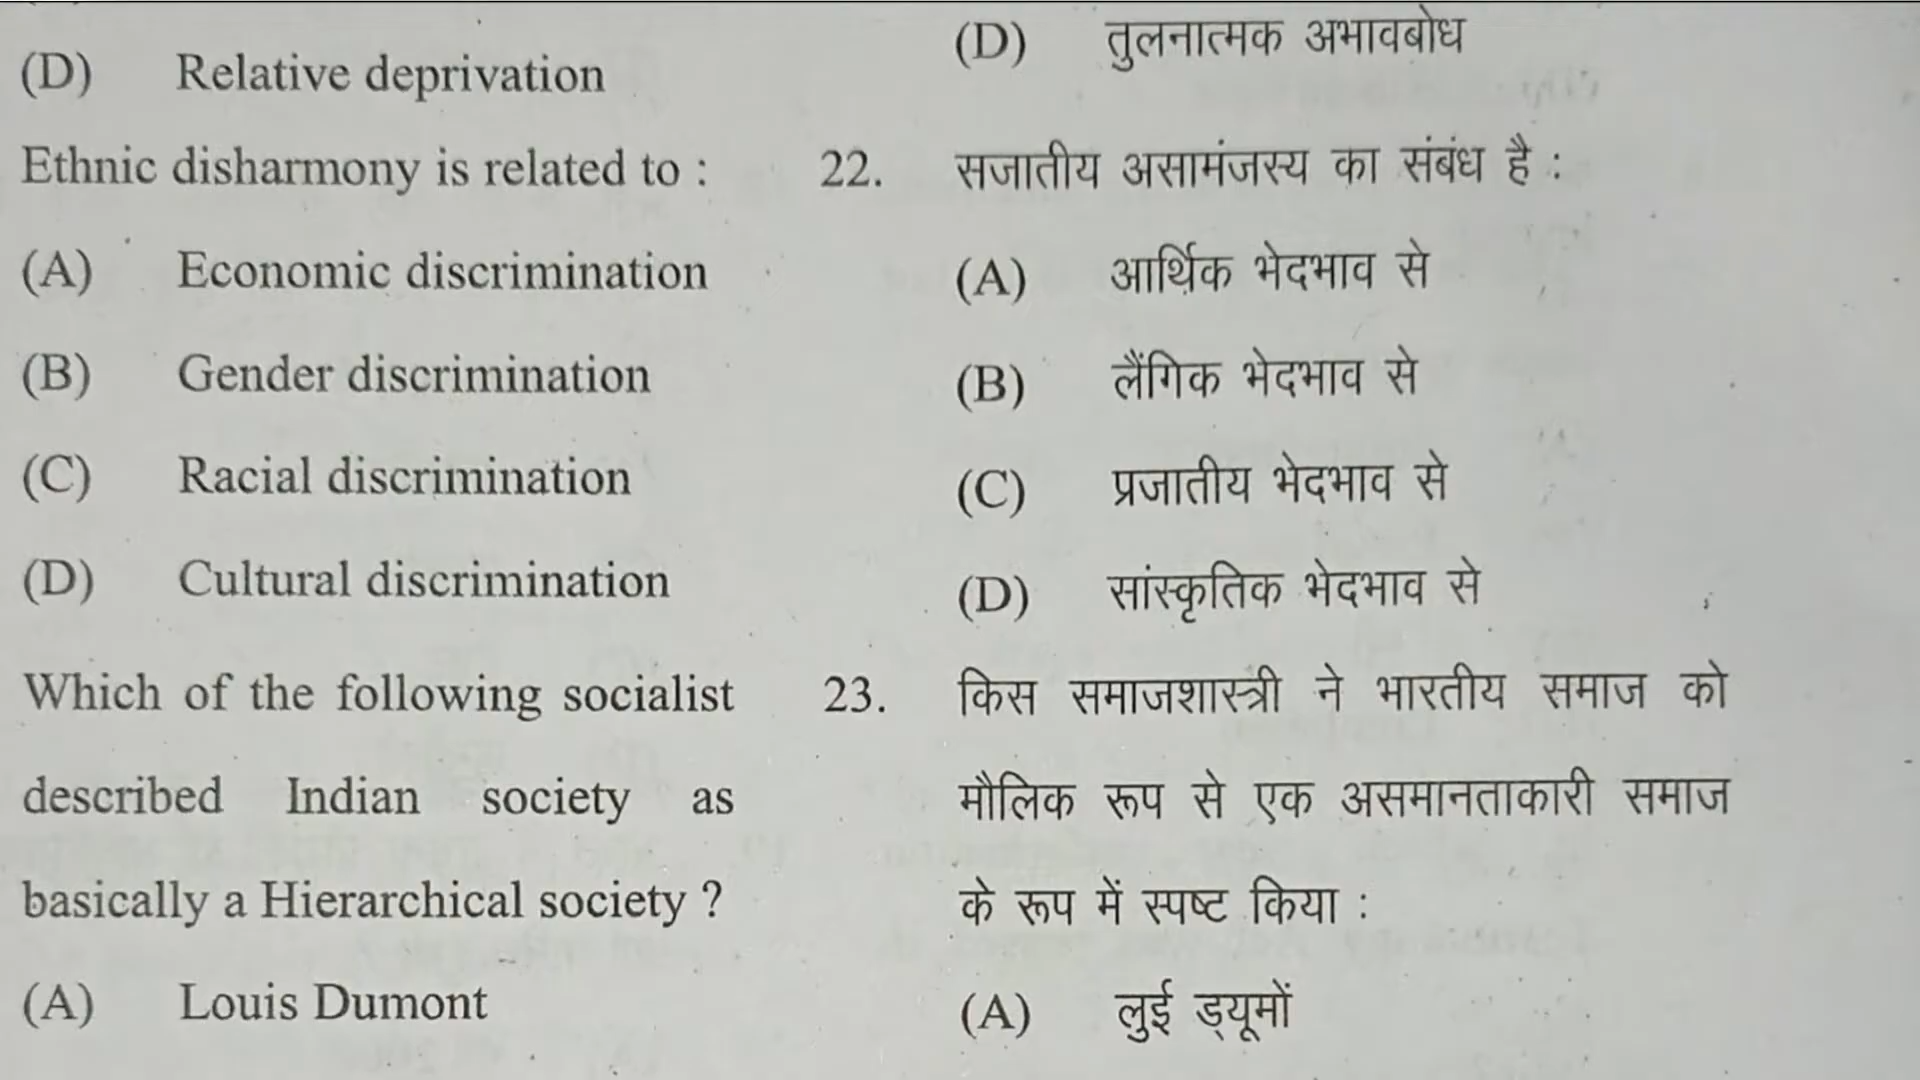 (D) Relative deprivation
Ethnic disharmony is related to :
(A) Economic discrimination
(B) Gender discrimination
(C) Racial discrimination
(D) Cultural discrimination
Which of the following socialist
described Indian society as
basically a Hierarchical society ?
(A) Louis Dumont
(D) तुलनात्मक अभावबोध
22. सजातीय असामंजस्य का संबंध है :
(A) आर्थिक भेदभाव से
(B) लैंगिक भेदभाव से
(C) प्रजातीय भेदभाव से
(D) सांस्कृतिक भेदभाव से
23. किस समाजशास्त्री ने भारतीय समाज को
मौलिक रूप से एक असमानताकारी समाज
के रूप में स्पष्ट किया :
(A) लुई ड्यूमों